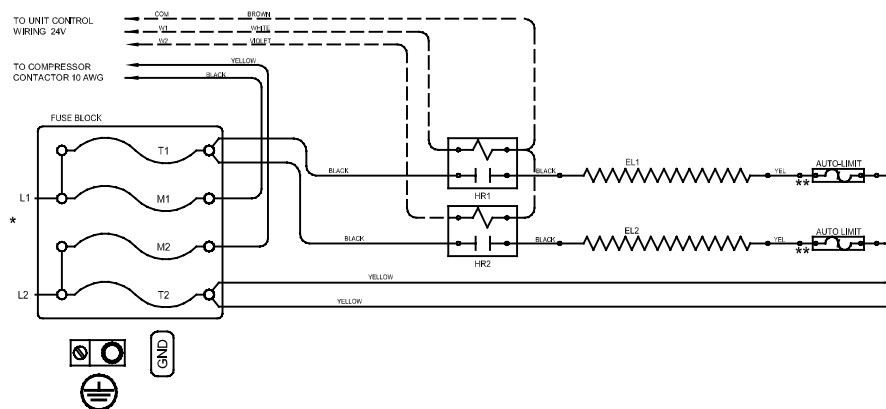 COM
BROWN
TO UNIT CONTROL
WIRING 24V
W1
WHITE
W2
VIOLET
TO COMPRESSOR
CONTACTOR 10 AWG
YELLOW
BLACK
FUSE BLOCK
T1
L1
M1
*
M2
L2
T2
GND
BLACK
HR1
BLACK
EL1
YEL
**
AUTO-LIMIT
BLACK
HR2
BLACK
EL2
YEL
**
AUTO LIMIT
YELLOW
YELLOW